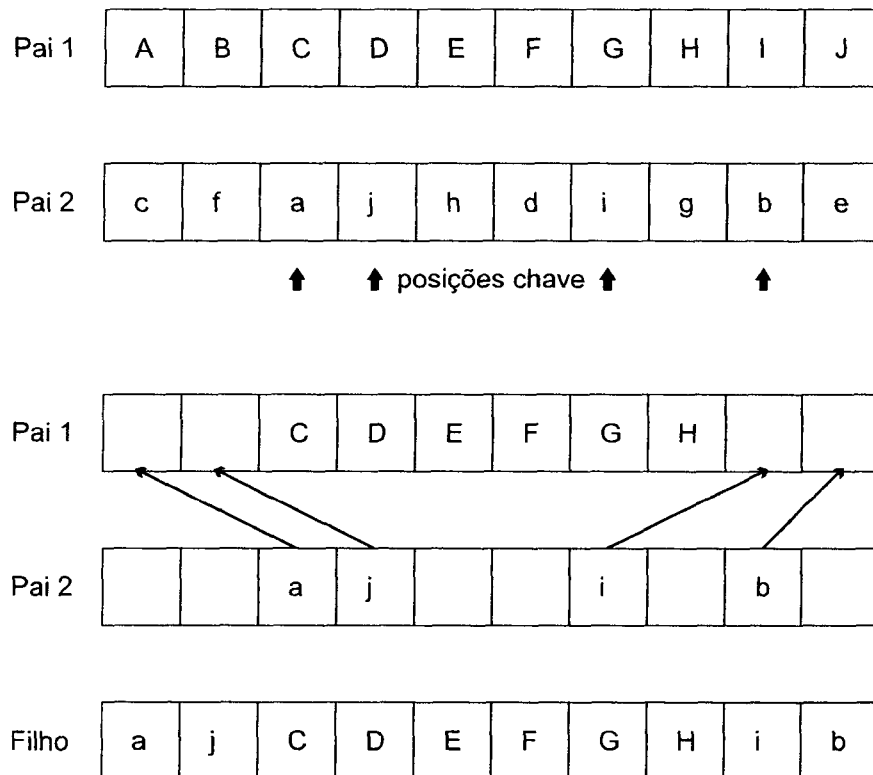 Pai 1 A B C D E F G H I J
Pai 2 c f a j h d i g b e
posições chave
Pai 1 C D E F G H
Pai 2 a j i b
Filho a j C D E F G H i b